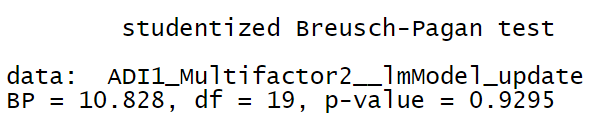 studentized Breusch-Pagan test
data:  ADI1_Multifactor2__lmModel_update
BP = 10.828, df = 19, p-value = 0.9295